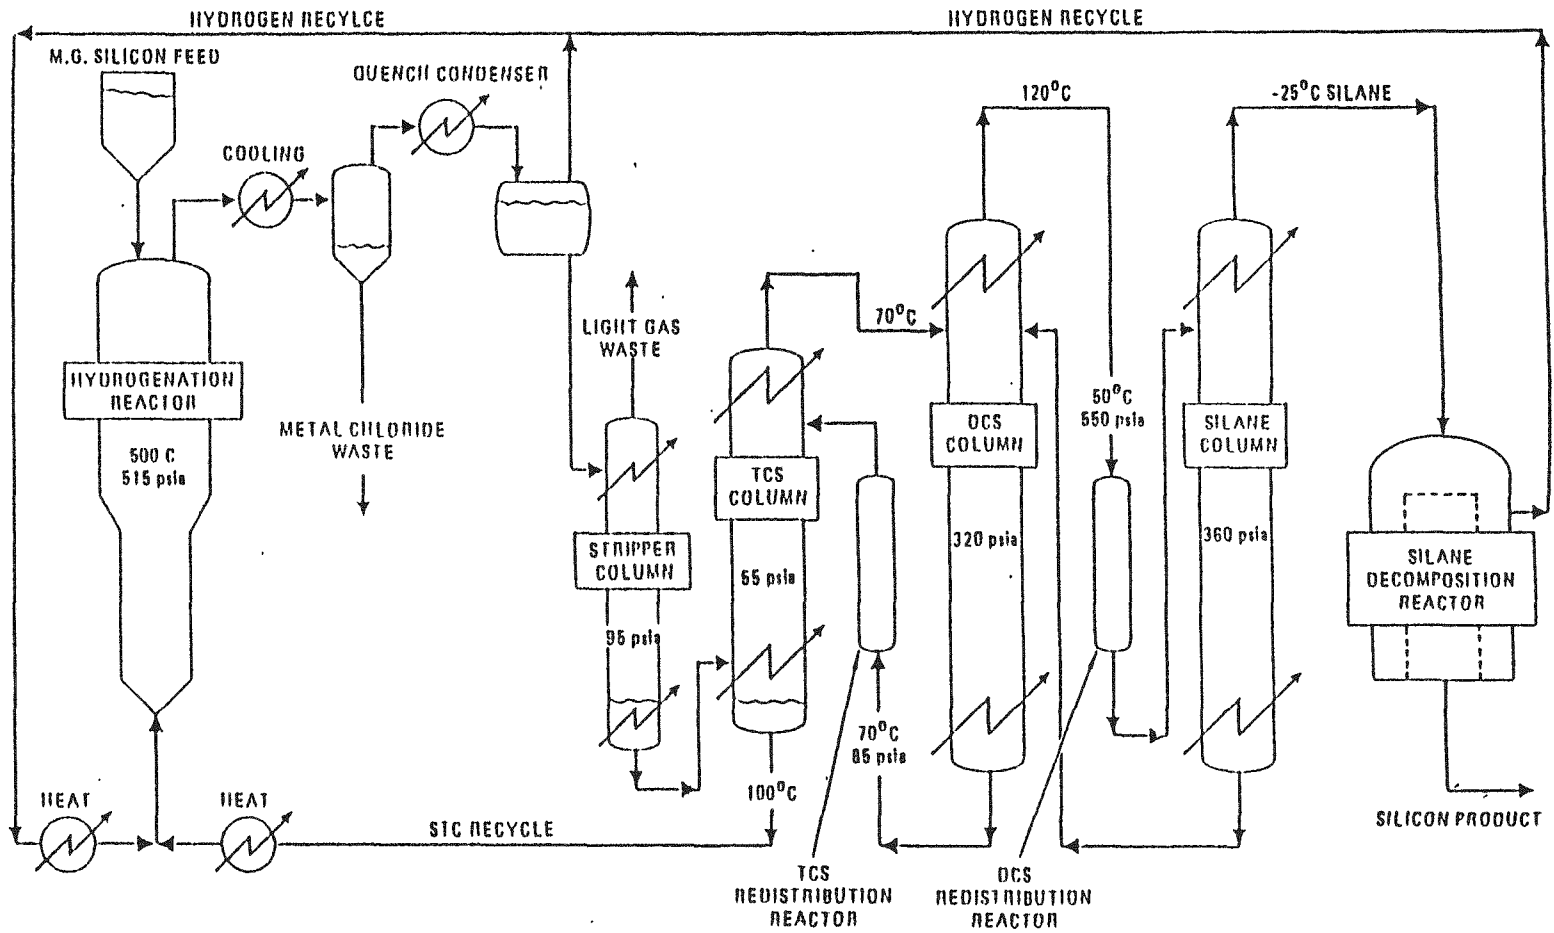 HYDROGEN RECYLCE
HYDROGEN RECYCLE
M.G. SILICON FEED
QUENCH CONDENSER
COOLING
120°C
-25°C SILANE
LIGHT GAS
WASTE
70°C
HYDROGENATION
REACTOR
500 C
515 psia
METAL CHLORIDE
WASTE
50°C
550 psia
DCS
COLUMN
SILANE
COLUMN
TCS
COLUMN
STRIPPER
COLUMN
320 psia
360 psia
SILANE
DECOMPOSITION
REACTOR
55 psia
95 psia
70°C
85 psia
100°C
HEAT
HEAT
STC RECYCLE
SILICON PRODUCT
TCS
REDISTRIBUTION
REACTOR
DCS
REDISTRIBUTION
REACTOR